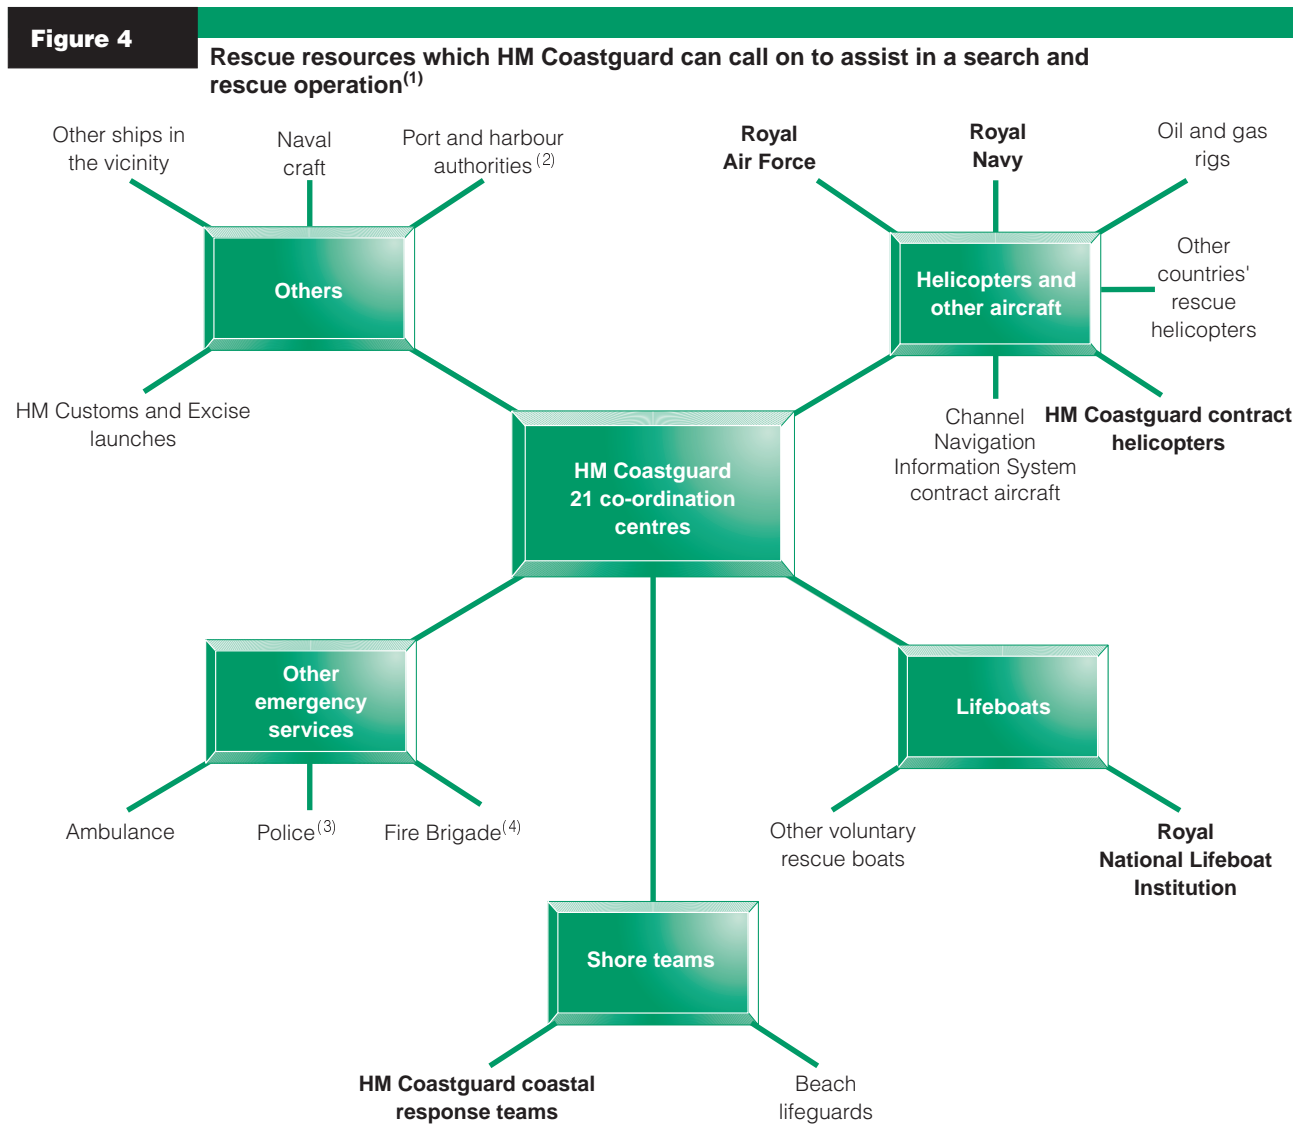 Figure 4
Rescue resources which HM Coastguard can call on to assist in a search and
rescue operation(1)
Other ships in
the vicinity
Naval
craft
Port and harbour
authorities(2)
Others
HM Customs and Excise
launches
Royal
Air Force
Royal
Navy
Oil and gas
rigs
Helicopters and
other aircraft
Other
countries'
rescue
helicopters
Channel
Navigation
Information System
contract aircraft
HM Coastguard contract
helicopters
HM Coastguard
21 co-ordination
centres
Other
emergency
services
Ambulance
Police(3)
Fire Brigade(4)
Lifeboats
Other voluntary
rescue boats
Royal
National Lifeboat
Institution
Shore teams
HM Coastguard coastal
response teams
Beach
lifeguards